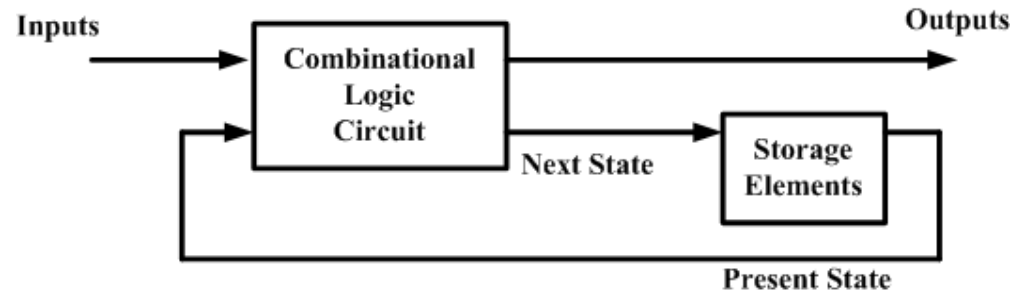 Inputs
Outputs
Combinational
Logic
Circuit
Next State
Storage
Elements
Present State